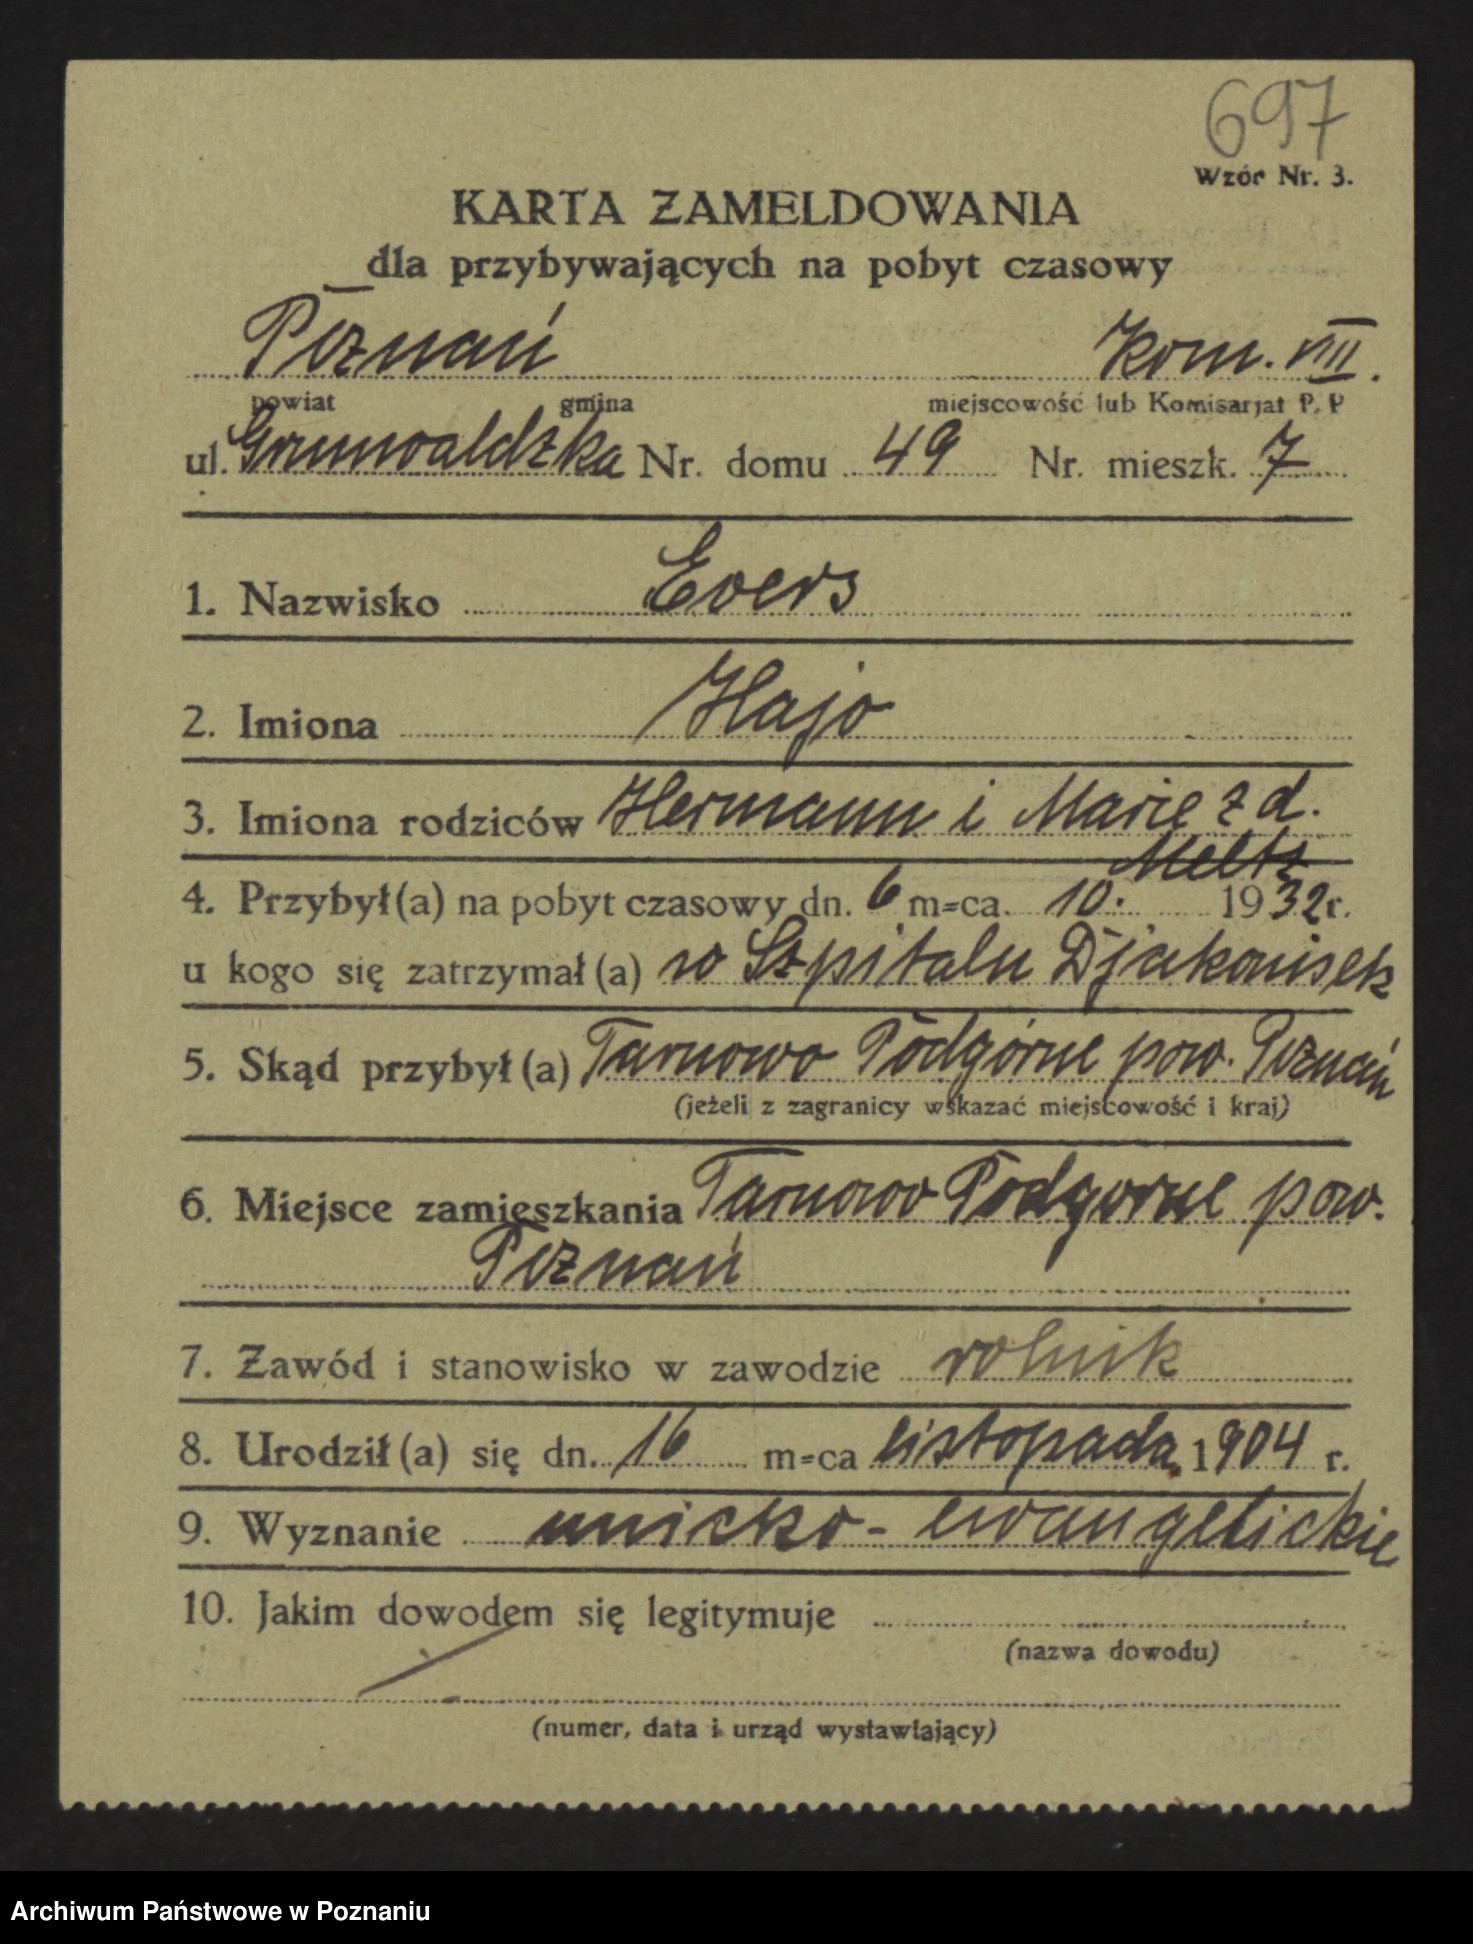 697
Wzór Nr. 3.
KARTA ZAMELDOWANIA
dla przybywających na pobyt czasowy
Poznań Kom. VIII.
powiat gmina miejscowość lub Komisarjat P. P
ul. Grunwaldzka Nr. domu 49 Nr. mieszk. 7
1. Nazwisko Evers
2. Imiona Hajo
3. Imiona rodziców Hermann i Marie z d.
Meltz
4. Przybył(a) na pobyt czasowy dn. 6 m=ca. 10. 1932 r.
u kogo się zatrzymał(a) w Szpitalu Djakonisek
5. Skąd przybył(a) Tarnowo Podgórne pow. Poznań
(jeżeli z zagranicy wskazać miejscowość i kraj)
6. Miejsce zamieszkania Tarnowo Podgorne pow.
Poznań
7. Zawód i stanowisko w zawodzie rolnik
8. Urodził(a) się dn. 16 m=ca listopada 1904 r.
9. Wyznanie unicko-ewangelickie
10. Jakim dowodem się legitymuje
(nazwa dowodu)
(numer, data i urząd wystawiający)
Archiwum Państwowe w Poznaniu